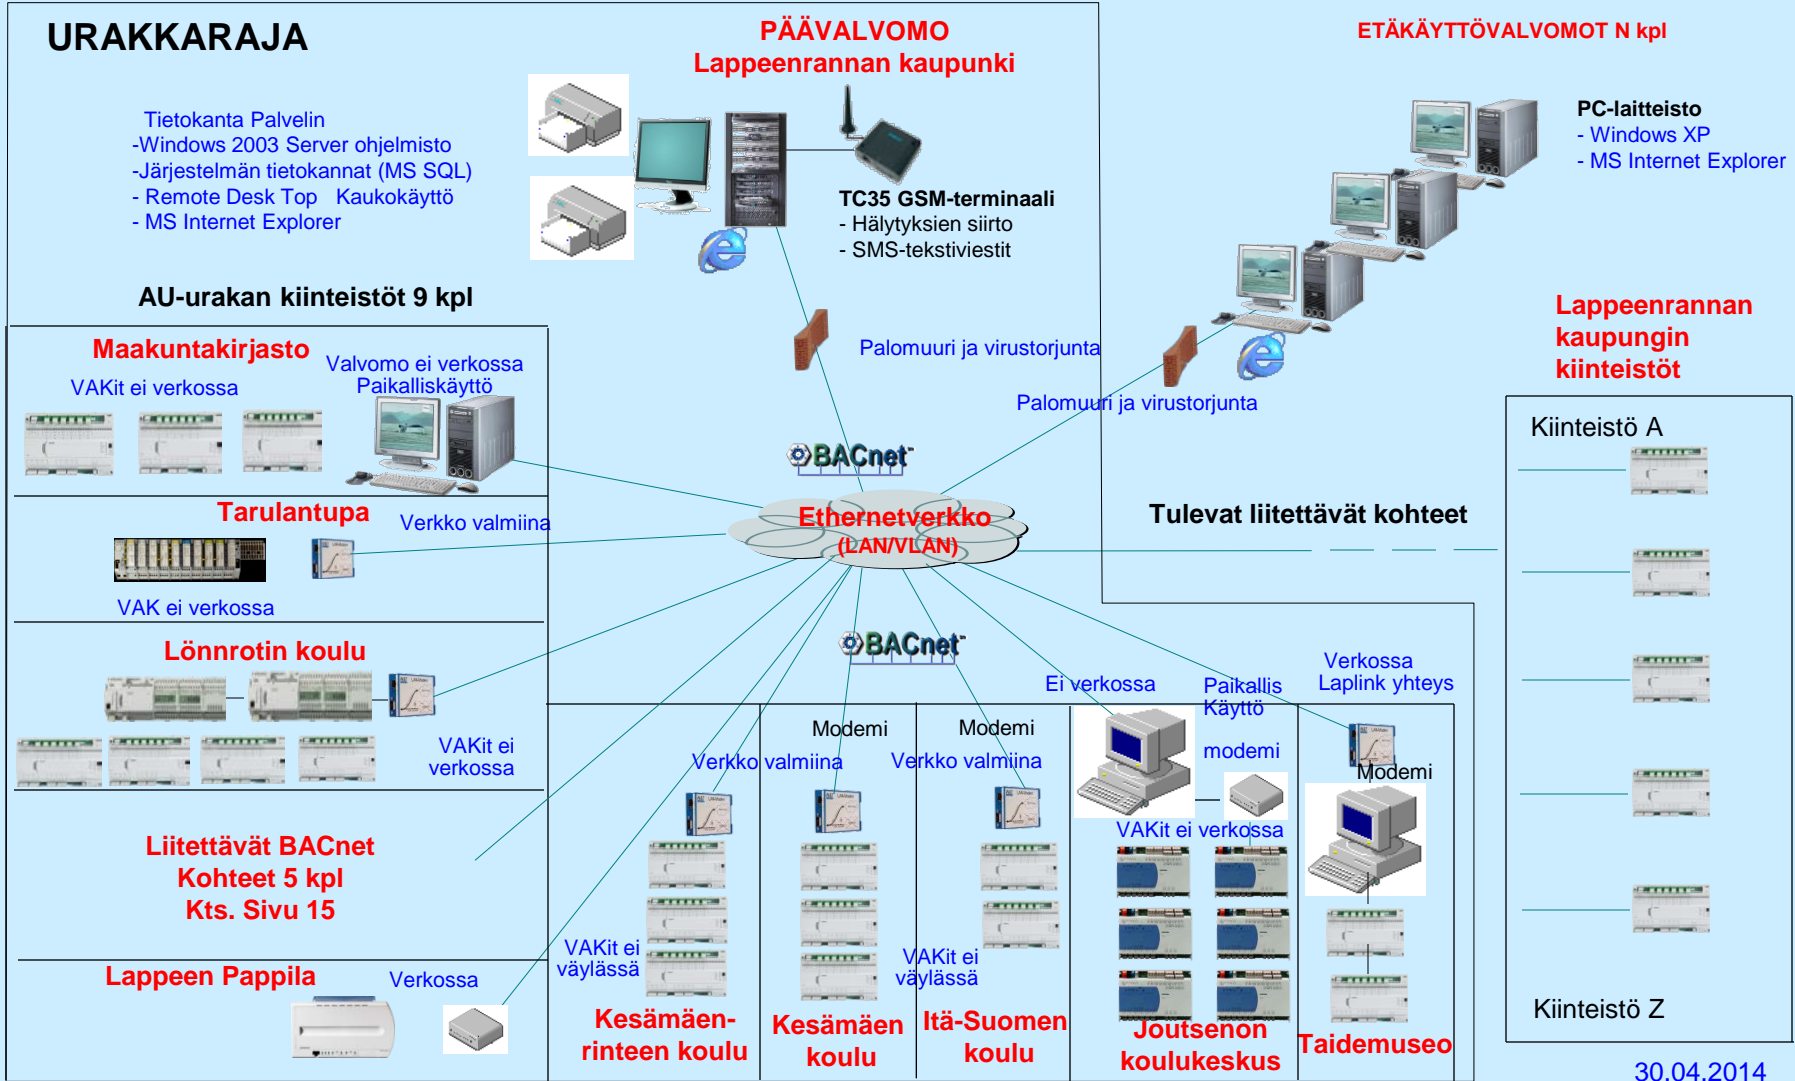 URAKKARAJA
PÄÄVALVOMO
Lappeenrannan kaupunki
ETÄKÄYTTÖVALVOMOT N kpl
Tietokanta Palvelin
-Windows 2003 Server ohjelmisto
-Järjestelmän tietokannat (MS SQL)
- Remote Desk Top Kaukokäyttö
- MS Internet Explorer
TC35 GSM-terminaali
- Hälytyksien siirto
- SMS-tekstiviestit
PC-laitteisto
- Windows XP
- MS Internet Explorer
AU-urakan kiinteistöt 9 kpl
Palomuuri ja virustorjunta
Palomuuri ja virustorjunta
Lappeenrannan
kaupungin
kiinteistöt
Maakuntakirjasto
VAKit ei verkossa
Valvomo ei verkossa
Paikalliskäyttö
BACnet
Ethernetverkko
(LAN/VLAN)
BACnet
Tulevat liitettävät kohteet
Kiinteistö A
Kiinteistö Z
Tarulantupa
Verkko valmiina
VAK ei verkossa
Lönnrotin koulu
VAKit ei
verkossa
Liitettävät BACnet
Kohteet 5 kpl
Kts. Sivu 15
Lappeen Pappila
Verkossa
Verkko valmiina
VAKit ei
väylässä
Kesämäen-
rinteen koulu
Modemi
Kesämäen
koulu
Modemi
Verkko valmiina
VAKit ei
väylässä
Itä-Suomen
koulu
Ei verkossa
Paikallis
Käyttö
modemi
VAKit ei verkossa
Joutsenon
koulukeskus
Verkossa
Laplink yhteys
Modemi
Taidemuseo
30.04.2014